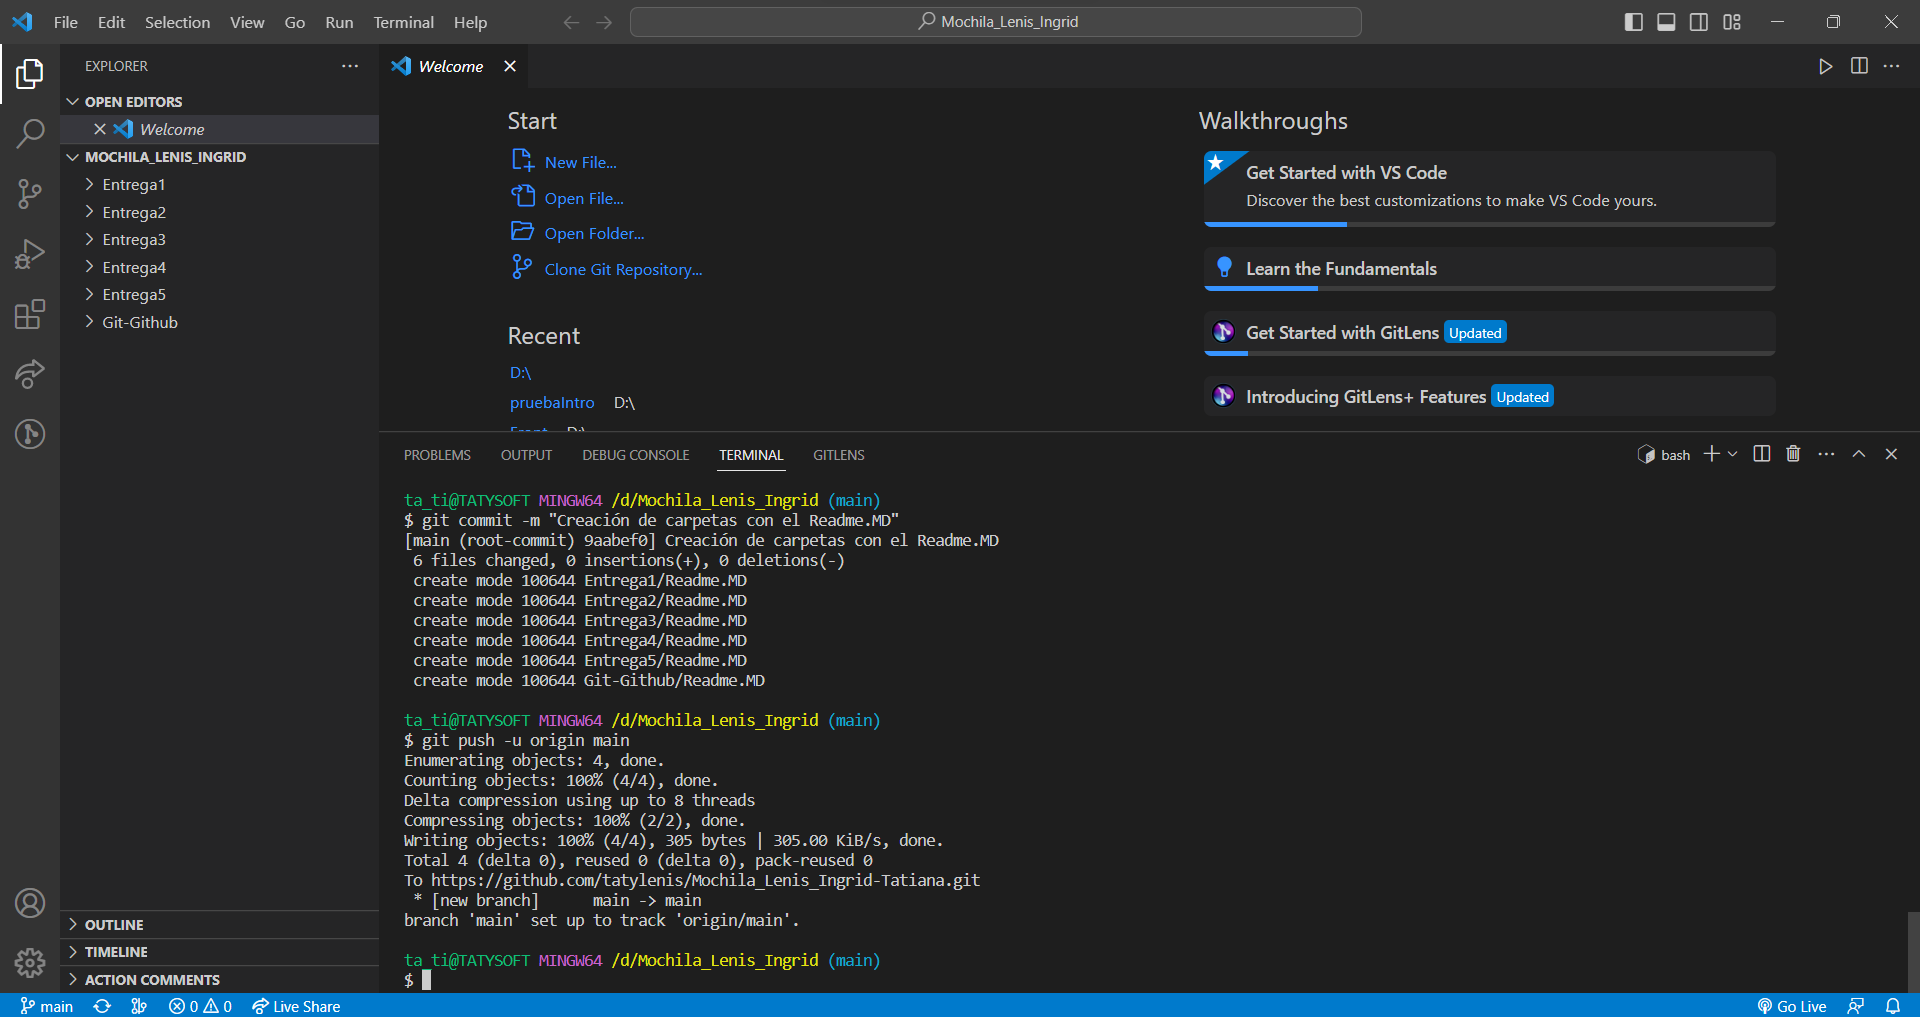 File Edit Selection View Go Run Terminal Help
Mochila_Lenis_Ingrid
EXPLORER
OPEN EDITORS
Welcome
MOCHILA_LENIS_INGRID
Entrega1
Entrega2
Entrega3
Entrega4
Entrega5
Git-Github
OUTLINE
TIMELINE
ACTION COMMENTS
Welcome
Start
New File...
Open File...
Open Folder...
Clone Git Repository...
Recent
D:\
pruebaIntro D:\
Front D:\
Walkthroughs
Get Started with VS Code
Discover the best customizations to make VS Code yours.
Learn the Fundamentals
Get Started with GitLens Updated
Introducing GitLens+ Features Updated
PROBLEMS OUTPUT DEBUG CONSOLE TERMINAL GITLENS
bash
ta_ti@TATYSOFT MINGW64 /d/Mochila_Lenis_Ingrid (main)
$ git commit -m "Creación de carpetas con el Readme.MD"
[main (root-commit) 9aabef0] Creación de carpetas con el Readme.MD
6 files changed, 0 insertions(+), 0 deletions(-)
create mode 100644 Entrega1/Readme.MD
create mode 100644 Entrega2/Readme.MD
create mode 100644 Entrega3/Readme.MD
create mode 100644 Entrega4/Readme.MD
create mode 100644 Entrega5/Readme.MD
create mode 100644 Git-Github/Readme.MD
ta_ti@TATYSOFT MINGW64 /d/Mochila_Lenis_Ingrid (main)
$ git push -u origin main
Enumerating objects: 4, done.
Counting objects: 100% (4/4), done.
Delta compression using up to 8 threads
Compressing objects: 100% (2/2), done.
Writing objects: 100% (4/4), 305 bytes | 305.00 KiB/s, done.
Total 4 (delta 0), reused 0 (delta 0), pack-reused 0
To https://github.com/tatylenis/Mochila_Lenis_Ingrid-Tatiana.git
* [new branch] main -> main
branch 'main' set up to track 'origin/main'.
ta_ti@TATYSOFT MINGW64 /d/Mochila_Lenis_Ingrid (main)
$
main 0 0 Live Share Go Live